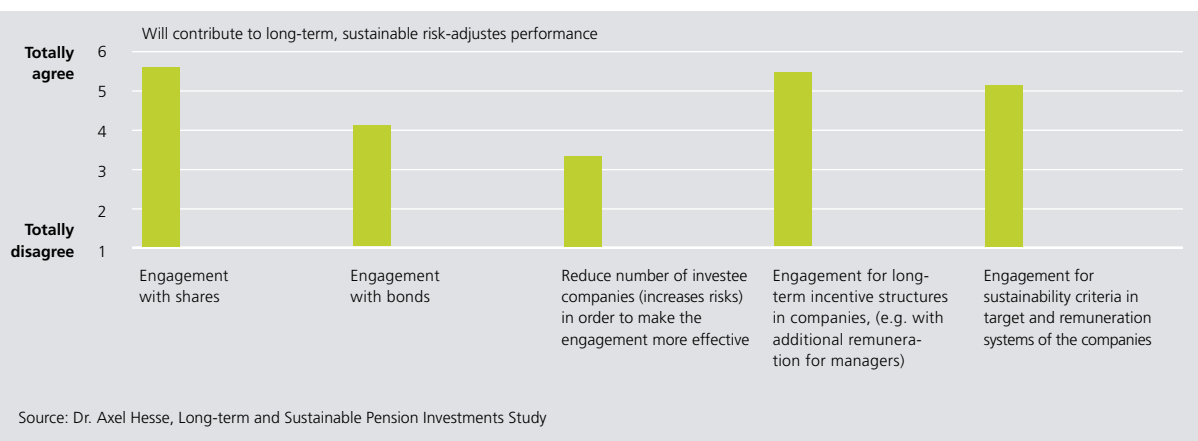 Will contribute to long-term, sustainable risk-adjustes performance
Totally
agree
6
5
4
3
2
Totally
disagree
1
Engagement
with shares
Engagement
with bonds
Reduce number of investee
companies (increases risks)
in order to make the
engagement more effective
Engagement for long-
term incentive structures
in companies, (e.g. with
additional remunera-
tion for managers)
Engagement for
sustainability criteria in
target and remuneration
systems of the companies
Source: Dr. Axel Hesse, Long-term and Sustainable Pension Investments Study